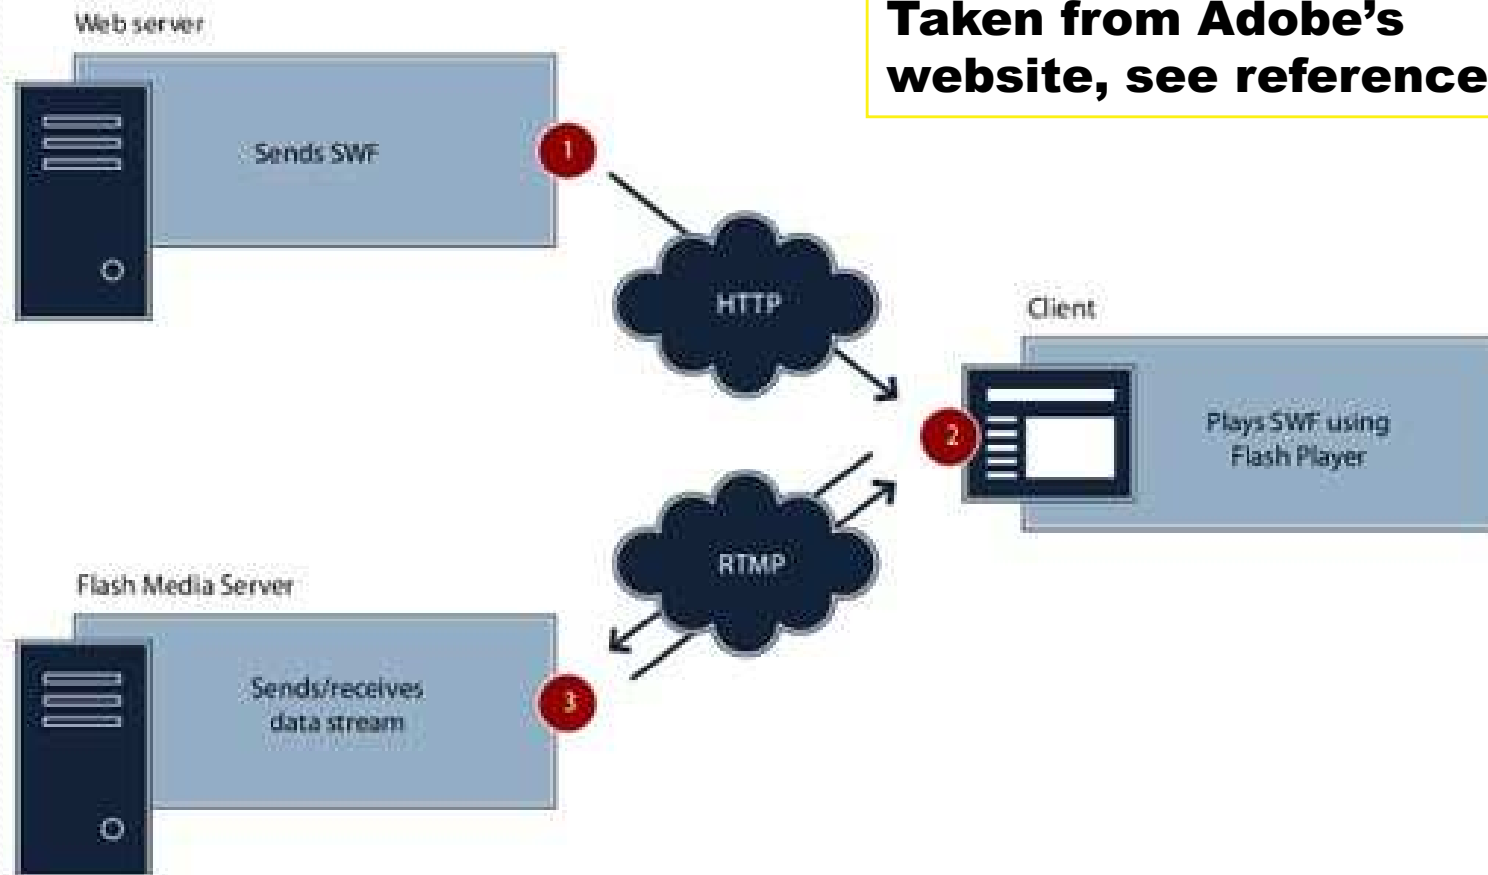 Web server
Taken from Adobe's
website, see reference
Sends SWF
1
HTTP
Client
2
Plays SWF using
Flash Player
RTMP
Flash Media Server
Sends/receives
data stream
3